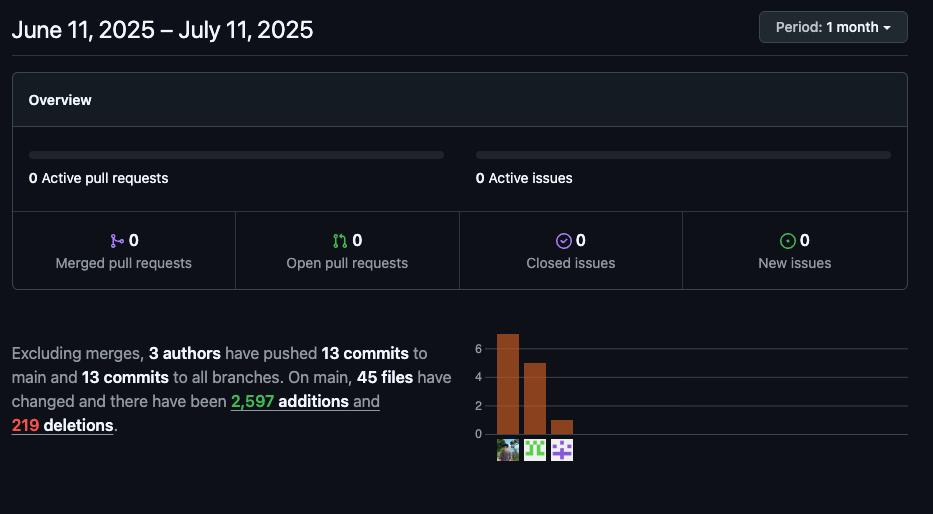 June 11, 2025 – July 11, 2025
Period: 1 month
Overview
0 Active pull requests
0 Active issues
0
Merged pull requests
0
Open pull requests
0
Closed issues
0
New issues
Excluding merges, 3 authors have pushed 13 commits to
main and 13 commits to all branches. On main, 45 files have
changed and there have been 2,597 additions and
219 deletions.
6
4
2
0